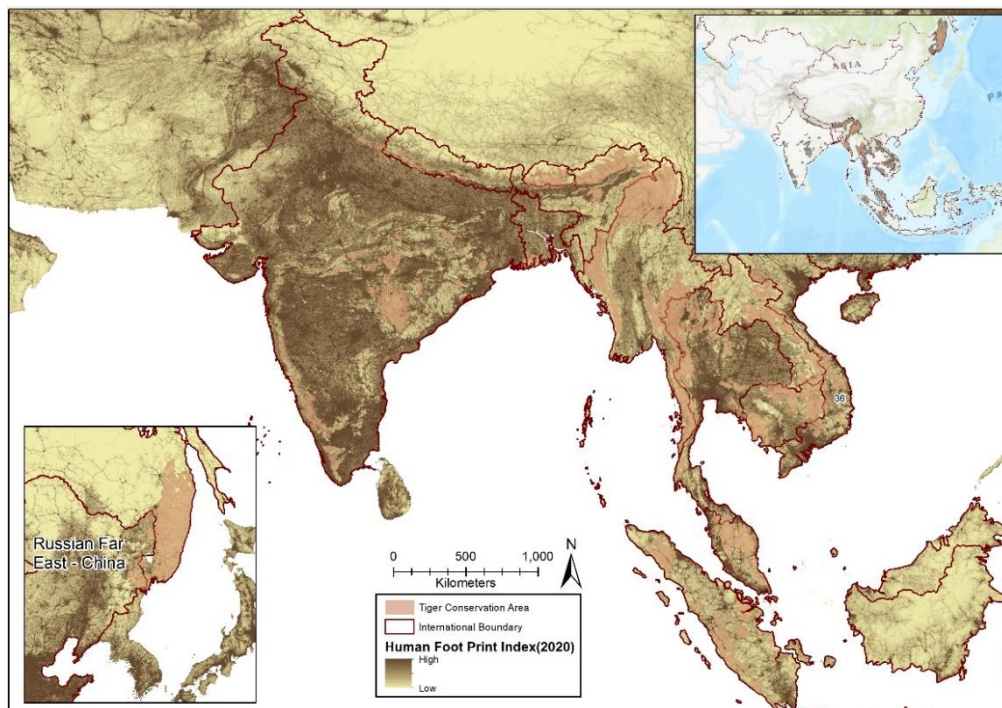 ASIA
36
Russian Far
East - China
0 500 1,000
Kilometers
N
Tiger Conservation Area
International Boundary
Human Foot Print Index(2020)
High
Low